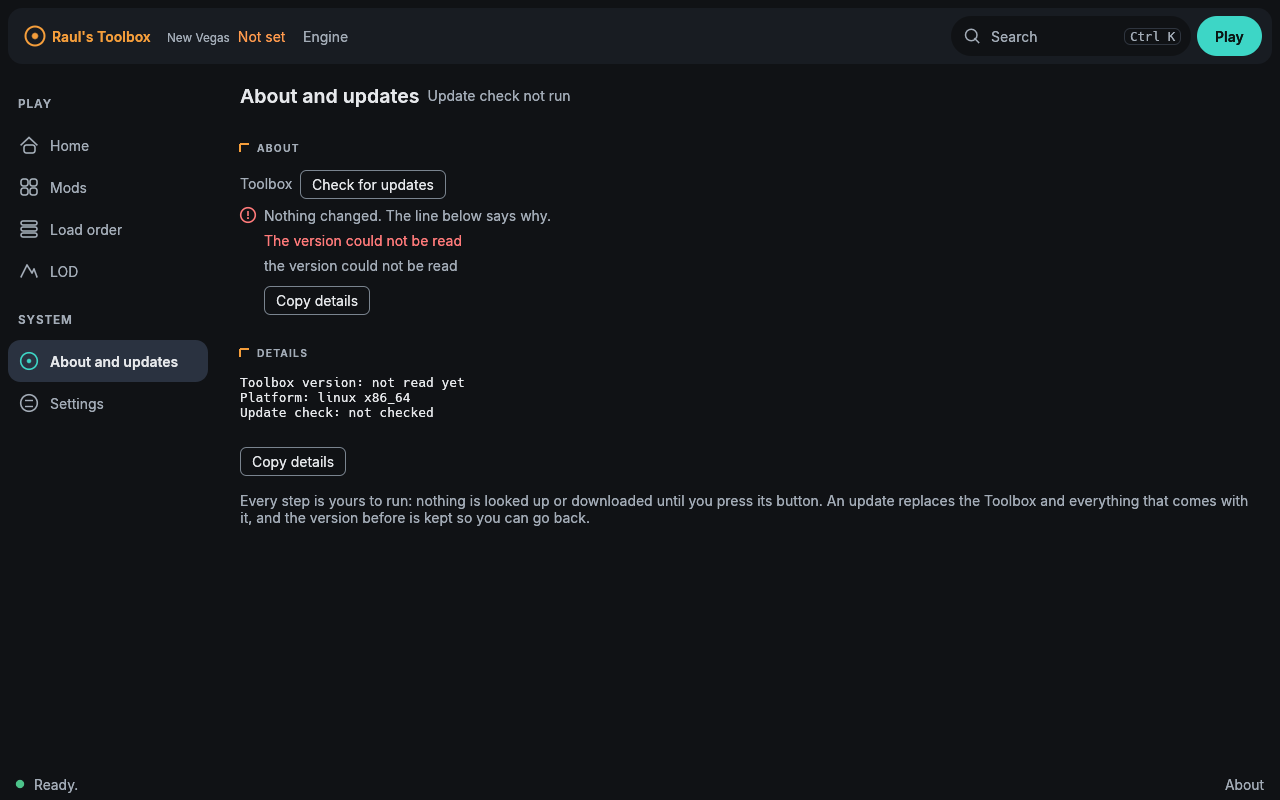 Raul's Toolbox New Vegas Not set Engine Search Ctrl K Play
PLAY
Home
Mods
Load order
LOD
SYSTEM
About and updates
Settings
About and updates Update check not run
ABOUT
Toolbox Check for updates
Nothing changed. The line below says why.
The version could not be read
the version could not be read
Copy details
DETAILS
Toolbox version: not read yet
Platform: linux x86_64
Update check: not checked
Copy details
Every step is yours to run: nothing is looked up or downloaded until you press its button. An update replaces the Toolbox and everything that comes with
it, and the version before is kept so you can go back.
Ready.
About